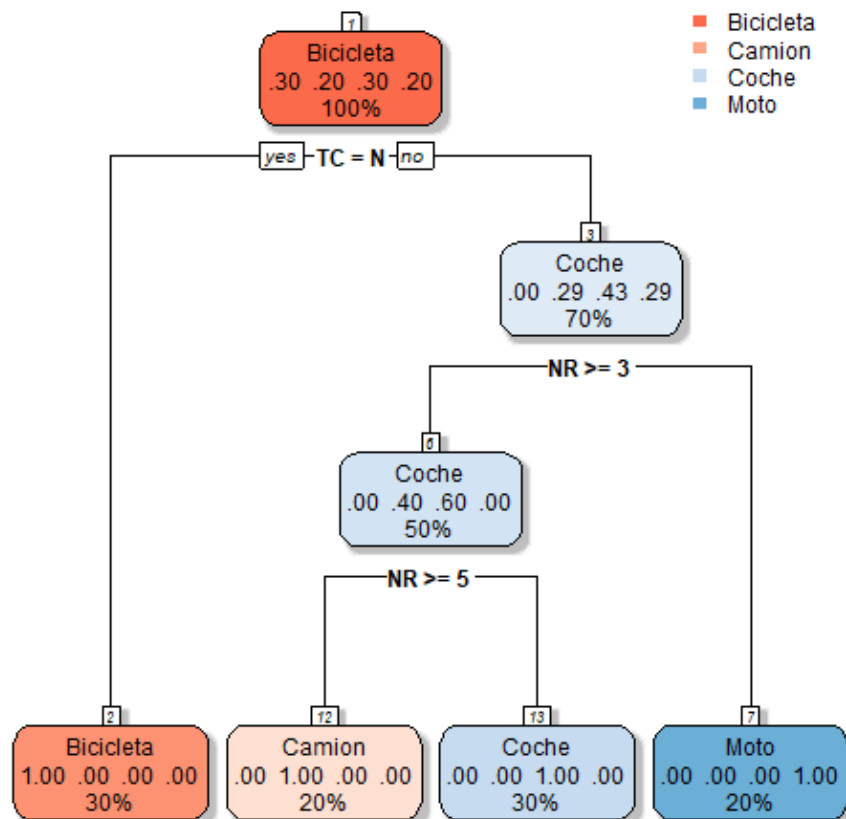 1
Bicicleta
.30 .20 .30 .20
100%
Bicicleta
Camion
Coche
Moto
yes TC = N no
3
Coche
.00 .29 .43 .29
70%
NR >= 3
6
Coche
.00 .40 .60 .00
50%
NR >= 5
2
Bicicleta
1.00 .00 .00 .00
30%
12
Camion
.00 1.00 .00 .00
20%
13
Coche
.00 .00 1.00 .00
30%
7
Moto
.00 .00 .00 1.00
20%